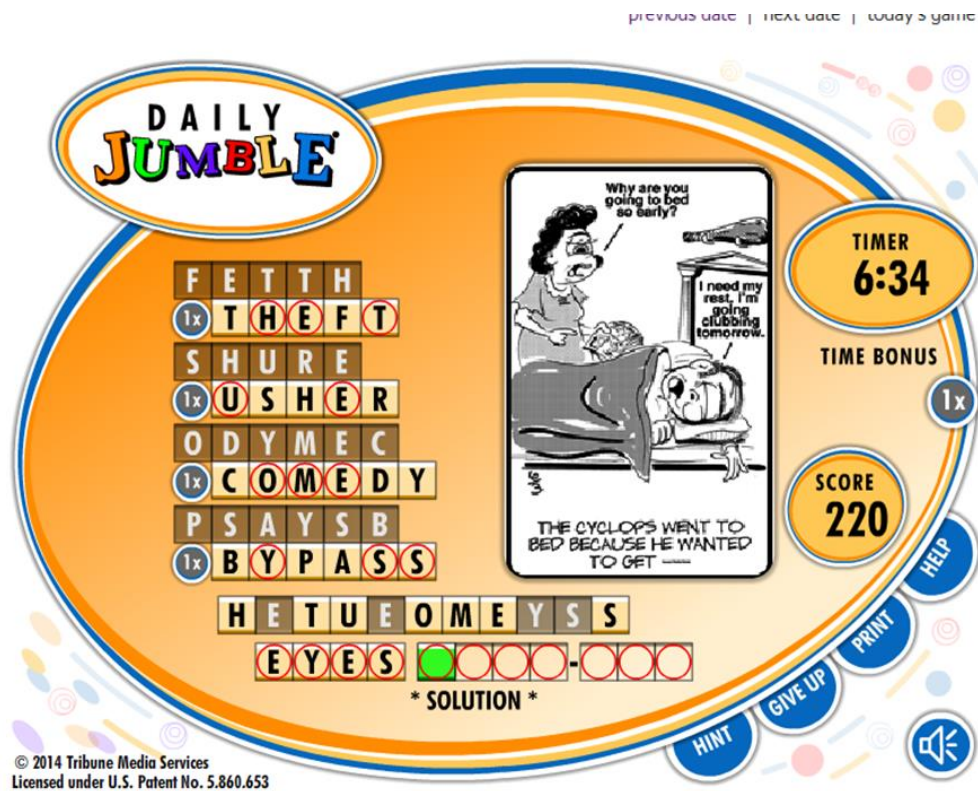 previous date | next date | today's game
DAILY
JUMBLE
F E T T H
1x T H E F T
S H U R E
1x U S H E R
O D Y M E C
1x C O M E D Y
P S A Y S B
1x B Y P A S S
H E T U E O M E Y S S
E Y E S -
* SOLUTION *
Why are you
going to bed
so early?
I need my
rest, I'm
going
clubbing
tomorrow.
THE CYCLOPS WENT TO
BED BECAUSE HE WANTED
TO GET ——
TIMER
6:34
TIME BONUS
1x
SCORE
220
HELP
PRINT
GIVE UP
HINT
© 2014 Tribune Media Services
Licensed under U.S. Patent No. 5.860.653